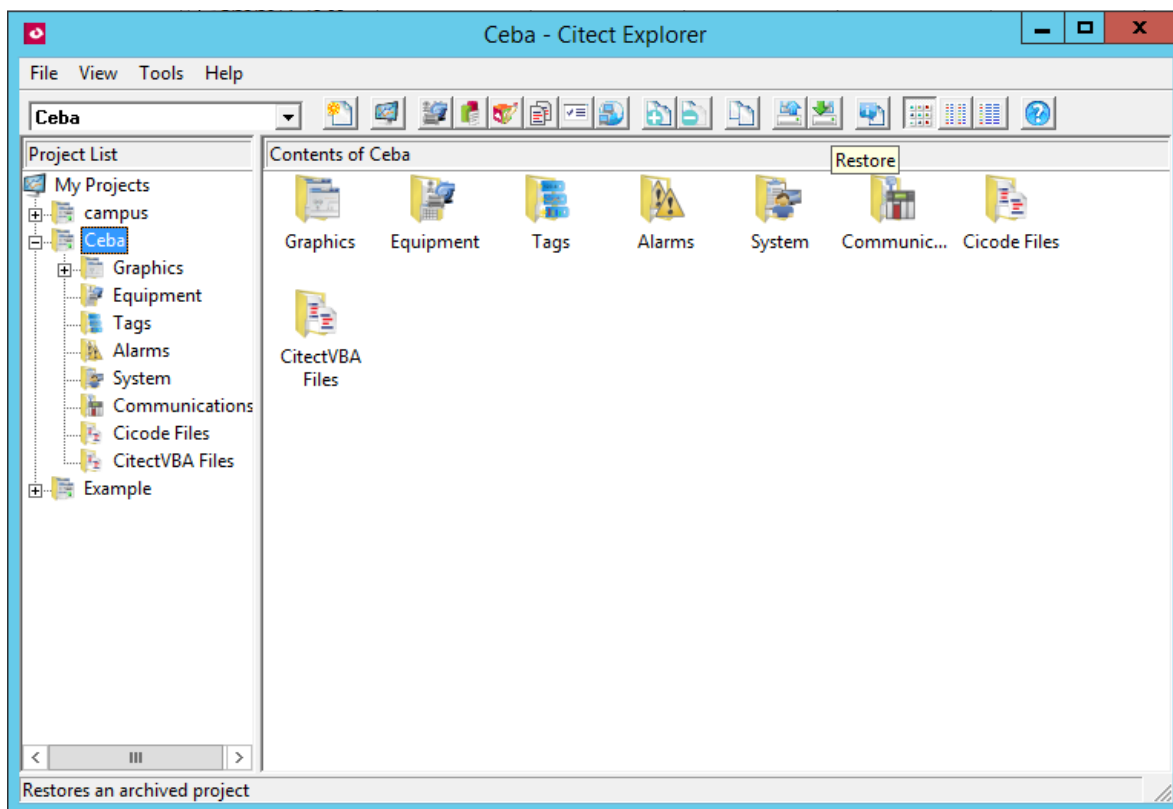 Ceba - Citect Explorer
File View Tools Help
Ceba
Project List
Contents of Ceba
Restore
My Projects
campus
Ceba
Graphics
Equipment
Tags
Alarms
System
Communications
Cicode Files
CitectVBA Files
Example
Graphics Equipment Tags Alarms System Communic... Cicode Files
CitectVBA
Files
Restores an archived project